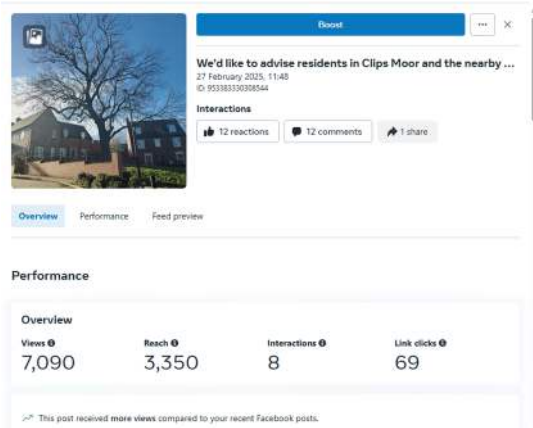 Boost
We'd like to advise residents in Clips Moor and the nearby ...
27 February 2025, 11:48
ID: 953383330308544
Interactions
12 reactions
12 comments
1 share
Overview
Performance
Feed preview
Performance
Overview
Views
Reach
Interactions
Link clicks
7,090
3,350
8
69
This post received more views compared to your recent Facebook posts.